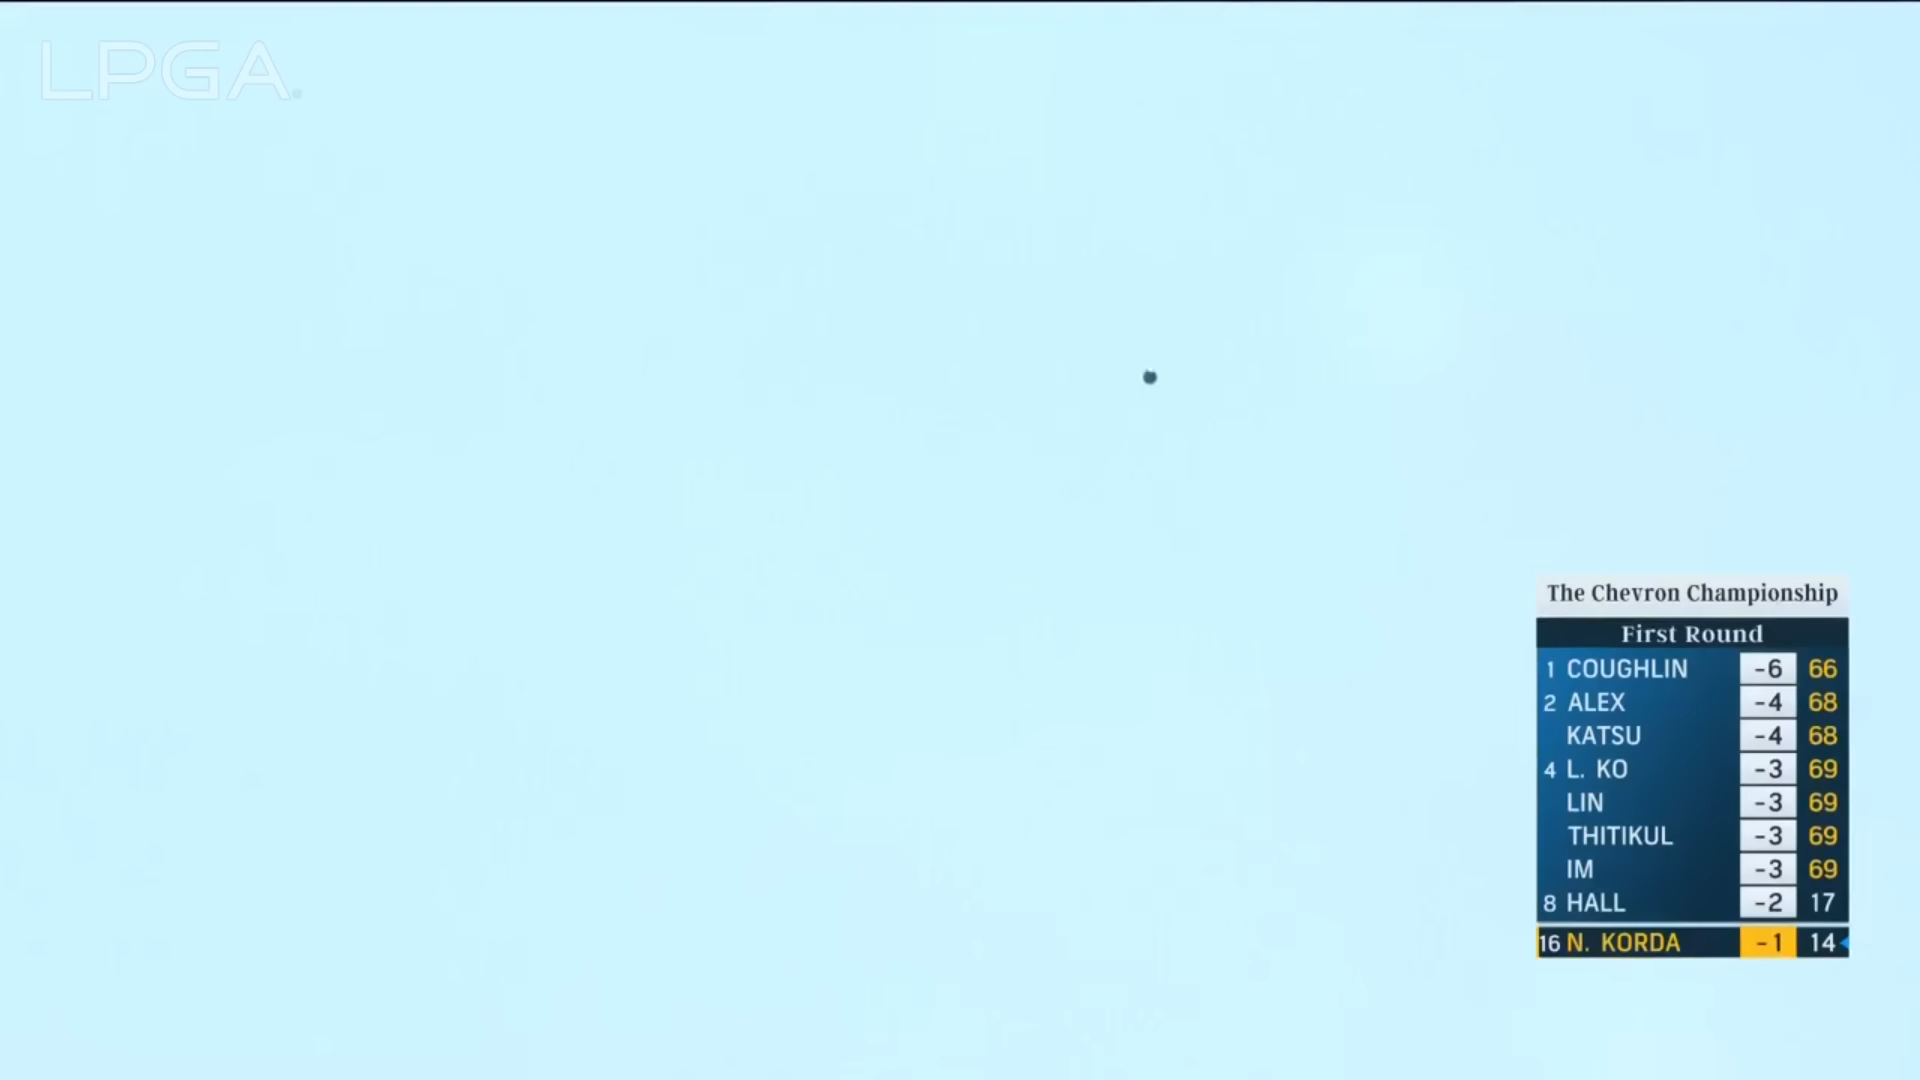 LPGA.
The Chevron Championship
First Round
1 COUGHLIN -6 66
2 ALEX -4 68
KATSU -4 68
4 L. KO -3 69
LIN -3 69
THITIKUL -3 69
IM -3 69
8 HALL -2 17
16 N. KORDA -1 14